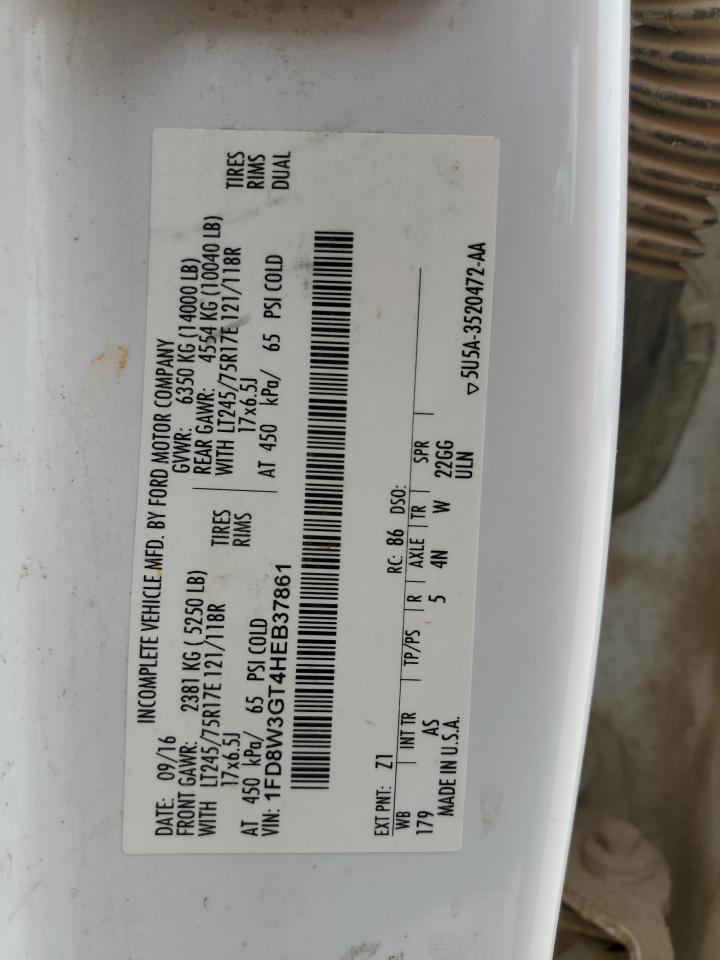 INCOMPLETE VEHICLE MFD. BY FORD MOTOR COMPANY
DATE: 09/16 GVWR: 6350 KG (14000 LB)
FRONT GAWR: 2381 KG ( 5250 LB) REAR GAWR: 4554 KG (10040 LB)
WITH LT245/75R17E 121/118R TIRES WITH LT245/75R17E 121/118R TIRES
17x6.5J RIMS 17x6.5J RIMS
AT 450 kPa/ 65 PSI COLD AT 450 kPa/ 65 PSI COLD DUAL
VIN: 1FD8W3GT4HEB37861
EXT PNT: Z1 RC: 86 DSO:
WB INT TR TP/PS R AXLE TR SPR
179 AS 5 4N W 22GG
MADE IN U.S.A. ULN
▽ 5U5A-3520472-AA